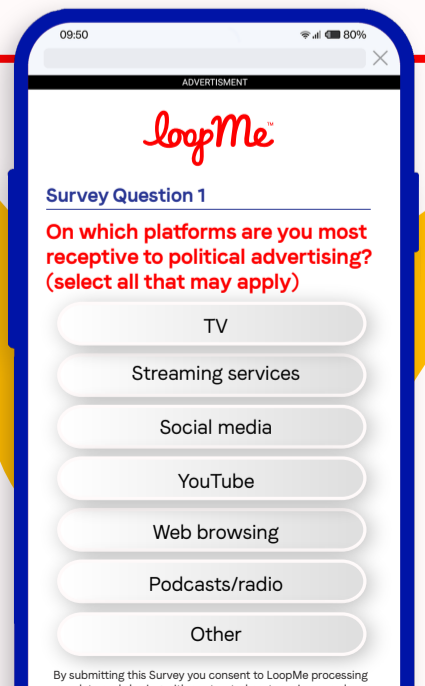 09:50
80%
ADVERTISMENT
loopMe™
Survey Question 1
On which platforms are you most
receptive to political advertising?
(select all that may apply)
TV
Streaming services
Social media
YouTube
Web browsing
Podcasts/radio
Other
By submitting this Survey you consent to LoopMe processing